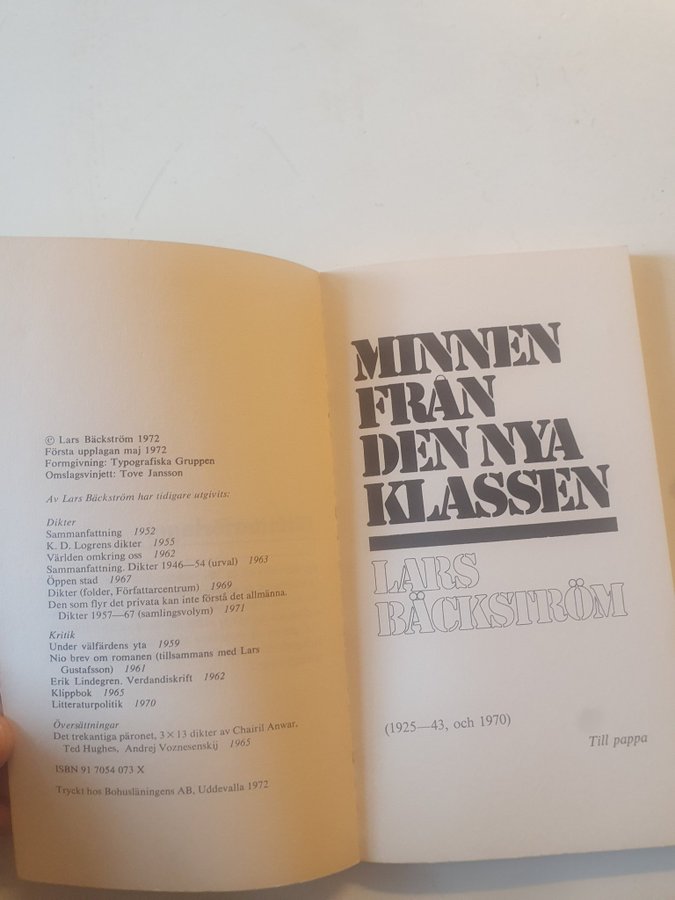 © Lars Bäckström 1972
Första upplagan maj 1972
Formgivning: Typografiska Gruppen
Omslagsvinjett: Tove Jansson
Av Lars Bäckström har tidigare utgivits:
Dikter
Sammanfattning 1952
K. D. Logrens dikter 1955
Världen omkring oss 1962
Sammanfattning. Dikter 1946—54 (urval) 1963
Öppen stad 1967
Dikter (folder, Författarcentrum) 1969
Den som flyr det privata kan inte förstå det allmänna.
Dikter 1957—67 (samlingsvolym) 1971
Kritik
Under välfärdens yta 1959
Nio brev om romanen (tillsammans med Lars
Gustafsson) 1961
Erik Lindegren. Verdandiskrift 1962
Klippbok 1965
Litteraturpolitik 1970
Översättningar
Det trekantiga päronet, 3 × 13 dikter av Chairil Anwar,
Ted Hughes, Andrej Voznesenskij 1965
ISBN 91 7054 073 X
Tryckt hos Bohusläningens AB, Uddevalla 1972
MINNEN
FRÅN
DEN NYA
KLASSEN
LARS
BÄCKSTRÖM
(1925—43, och 1970)
Till pappa